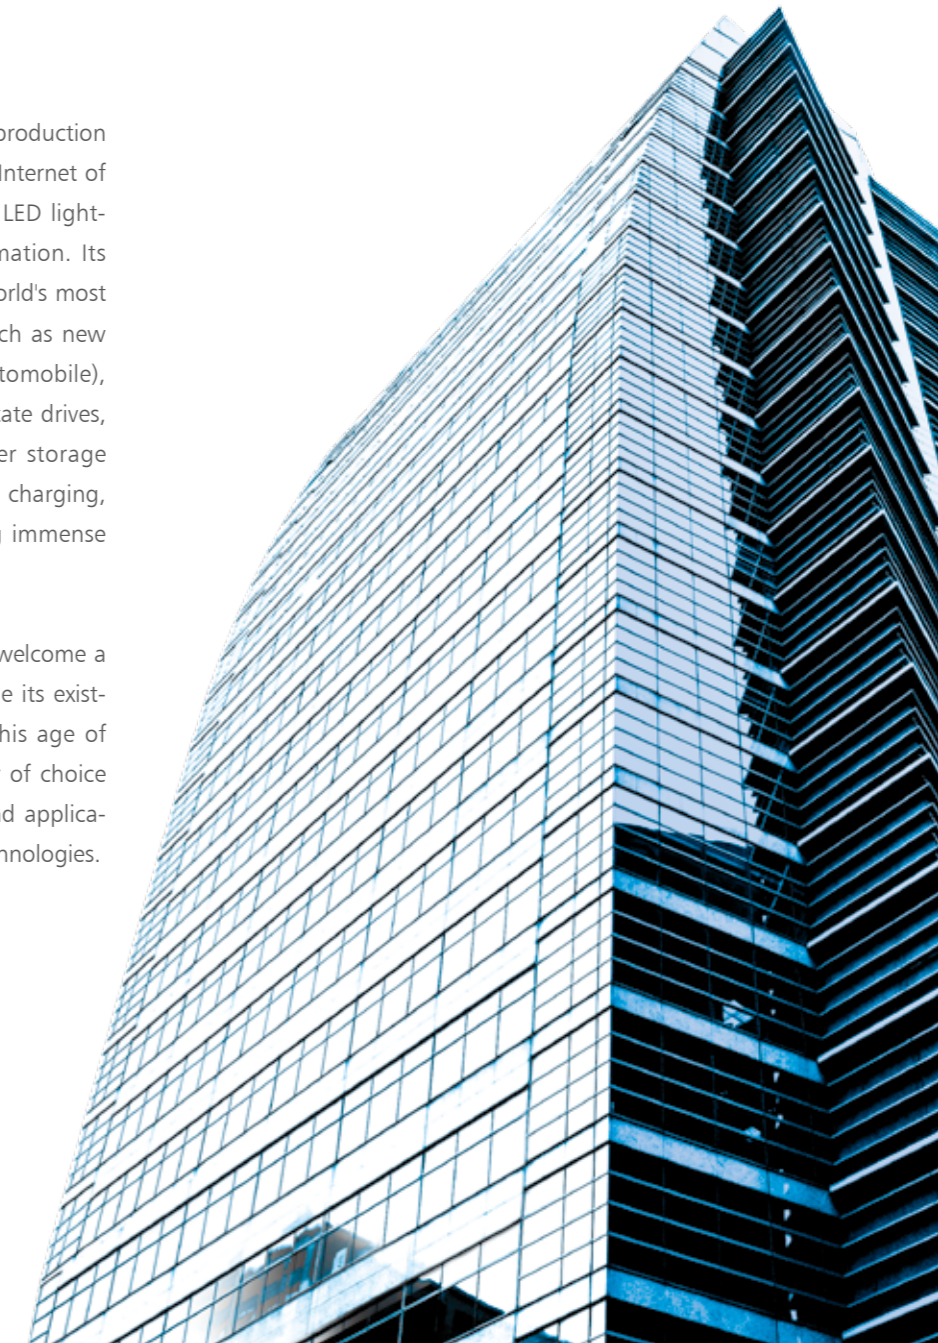 production
Internet of
LED light-
mation. Its
orld's most
ch as new
tomobile),
ate drives,
er storage
charging,
immense
welcome a
e its exist-
his age of
of choice
d applica-
hnologies.